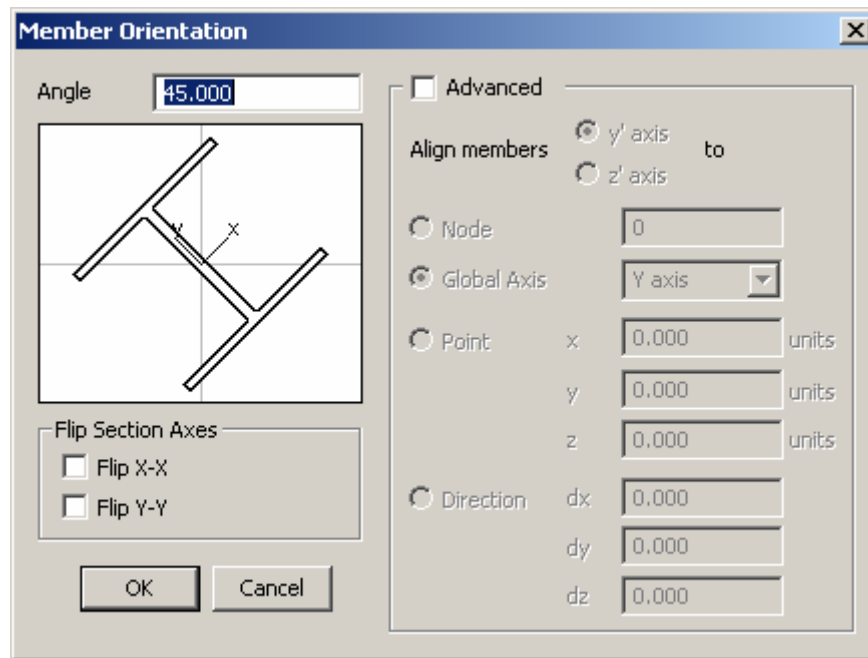 Member Orientation
Angle 45.000
y x
Flip Section Axes
Flip X-X
Flip Y-Y
OK Cancel
Advanced
Align members y' axis to
z' axis
Node 0
Global Axis Y axis
Point x 0.000 units
y 0.000 units
z 0.000 units
Direction dx 0.000
dy 0.000
dz 0.000